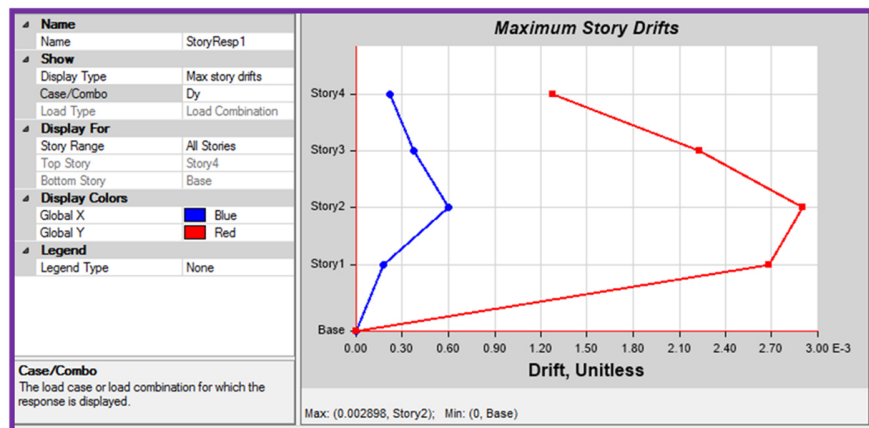 Name
Name StoryResp1
Show
Display Type Max story drifts
Case/Combo Dy
Load Type Load Combination
Display For
Story Range All Stories
Top Story Story4
Bottom Story Base
Display Colors
Global X Blue
Global Y Red
Legend
Legend Type None
Case/Combo
The load case or load combination for which the
response is displayed.
Maximum Story Drifts
Story4
Story3
Story2
Story1
Base
0.00 0.30 0.60 0.90 1.20 1.50 1.80 2.10 2.40 2.70 3.00 E-3
Drift, Unitless
Max: (0.002898, Story2); Min: (0, Base)